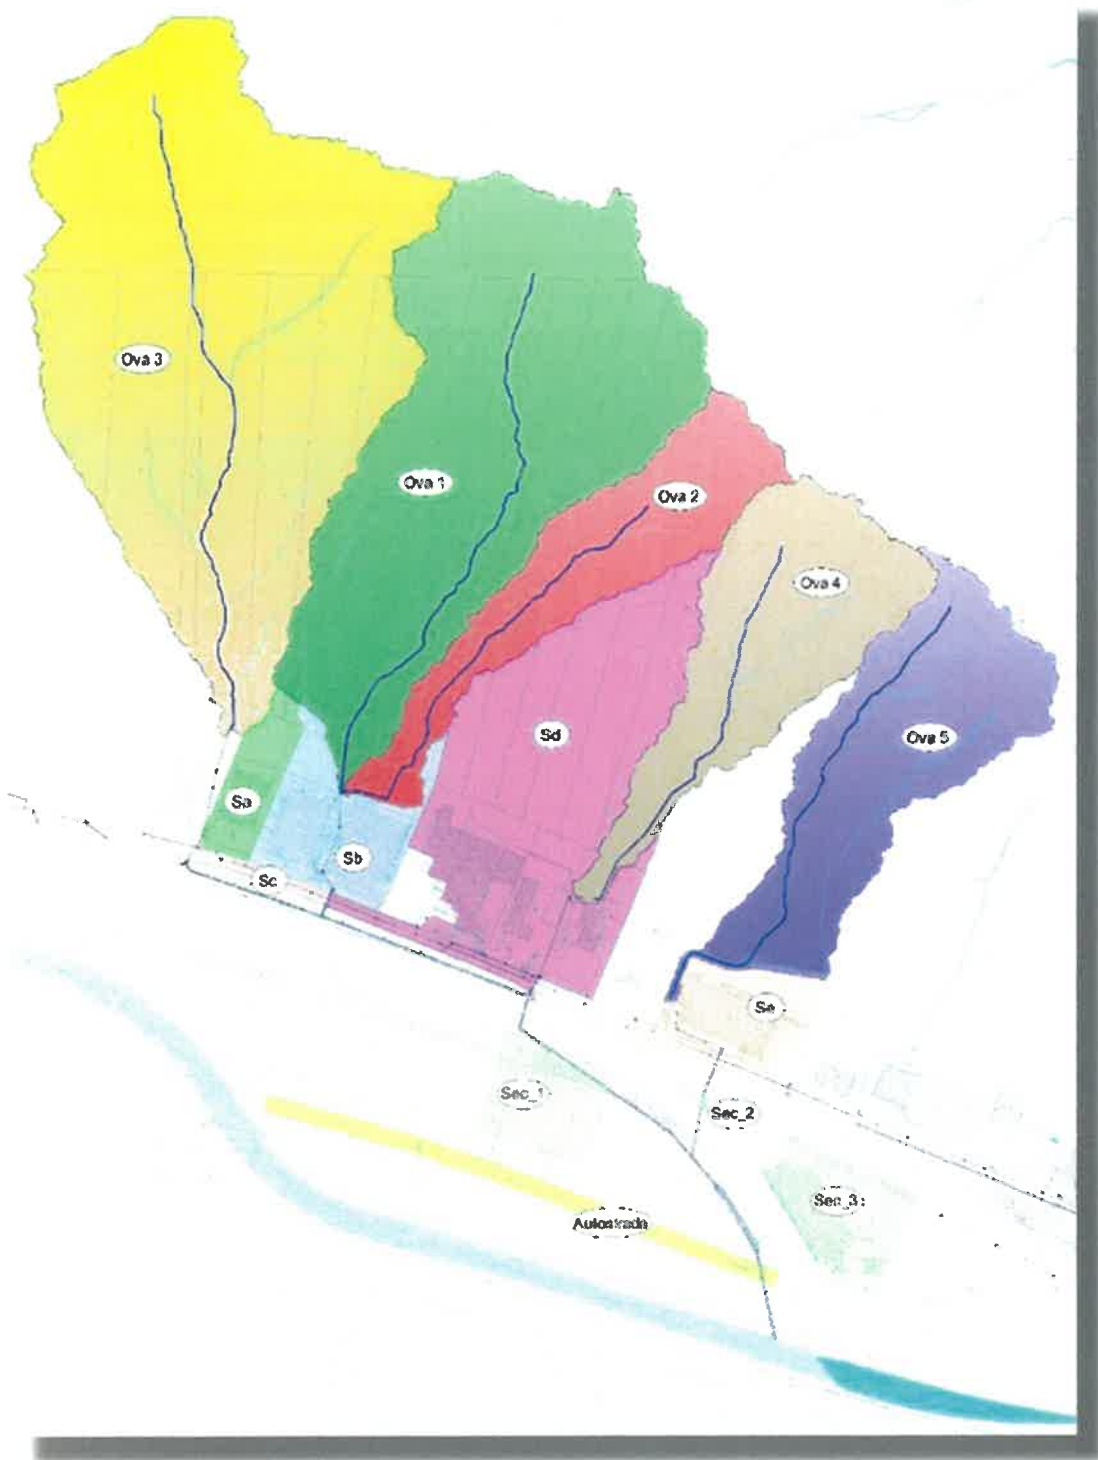 Ova 3
Ova 1
Ova 2
Ova 4
Sd
Ova 5
Sa
Sb
Sc
Se
Sec_1
Sec_2
Sec_3
Autostrada